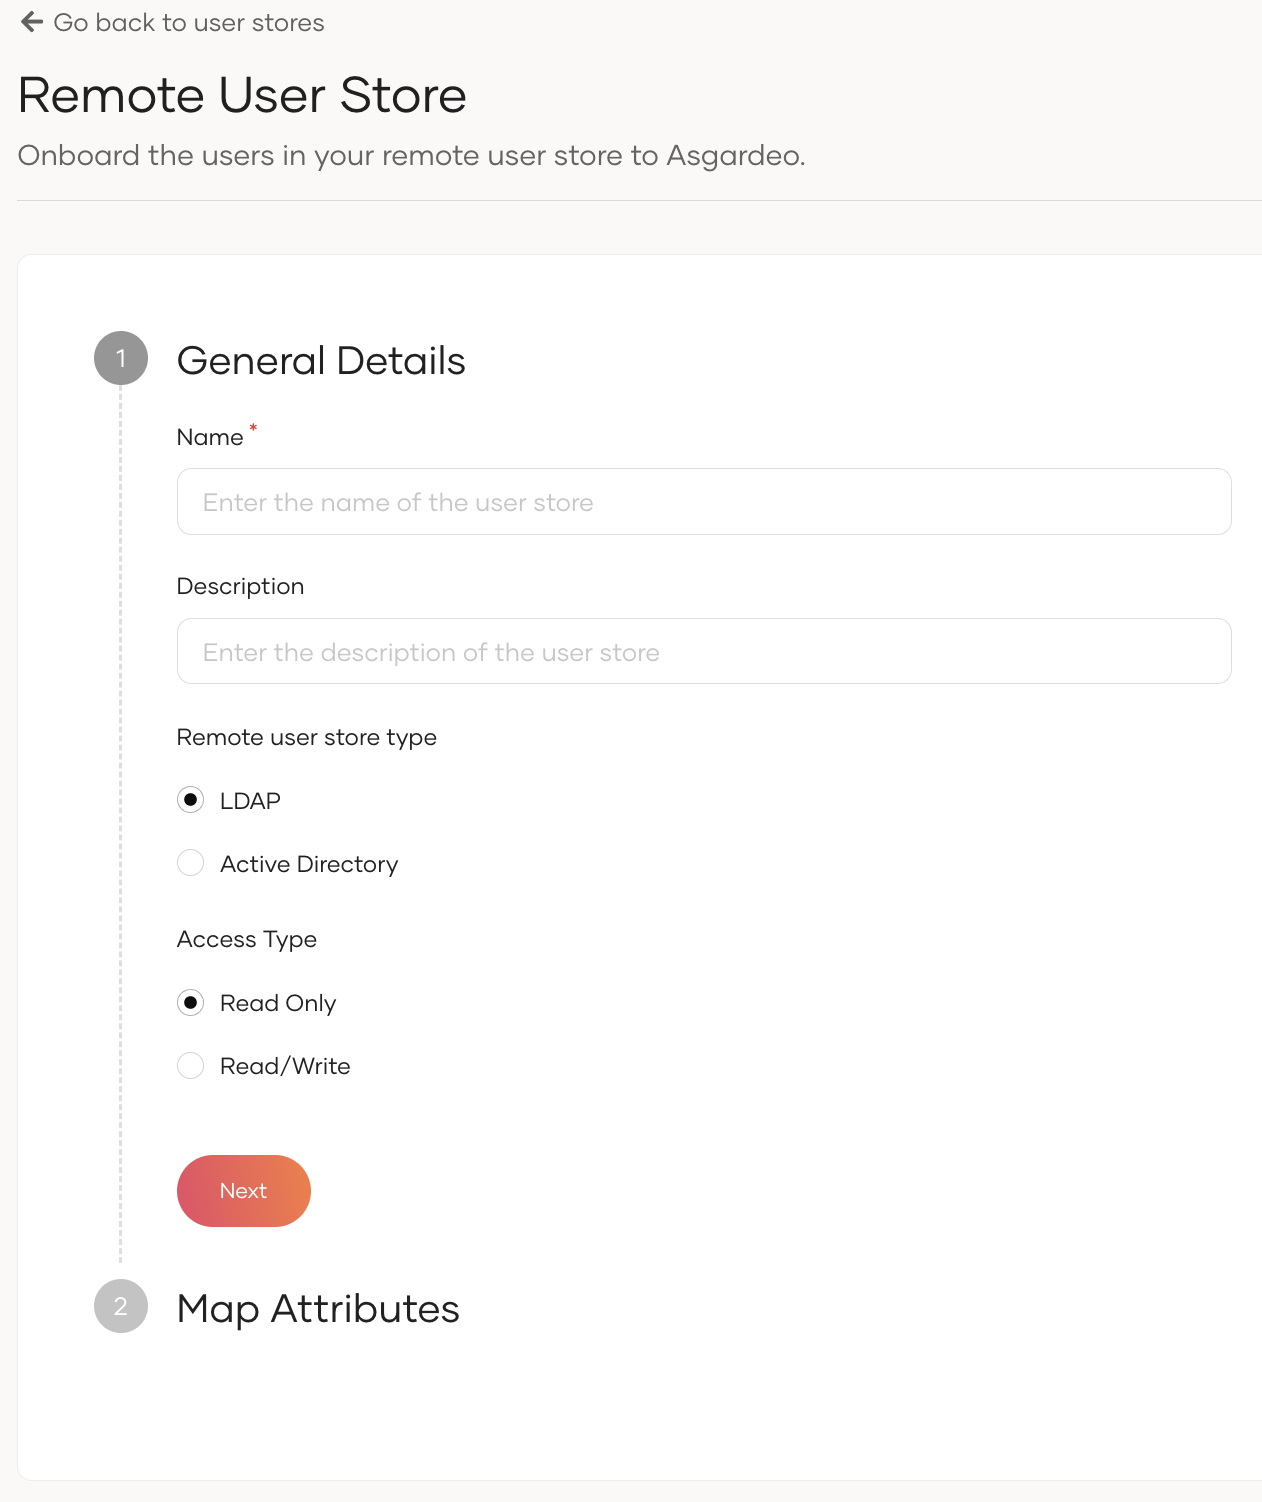 Go back to user stores
Remote User Store
Onboard the users in your remote user store to Asgardeo.
1
General Details
Name *
Enter the name of the user store
Description
Enter the description of the user store
Remote user store type
LDAP
Active Directory
Access Type
Read Only
Read/Write
Next
2
Map Attributes